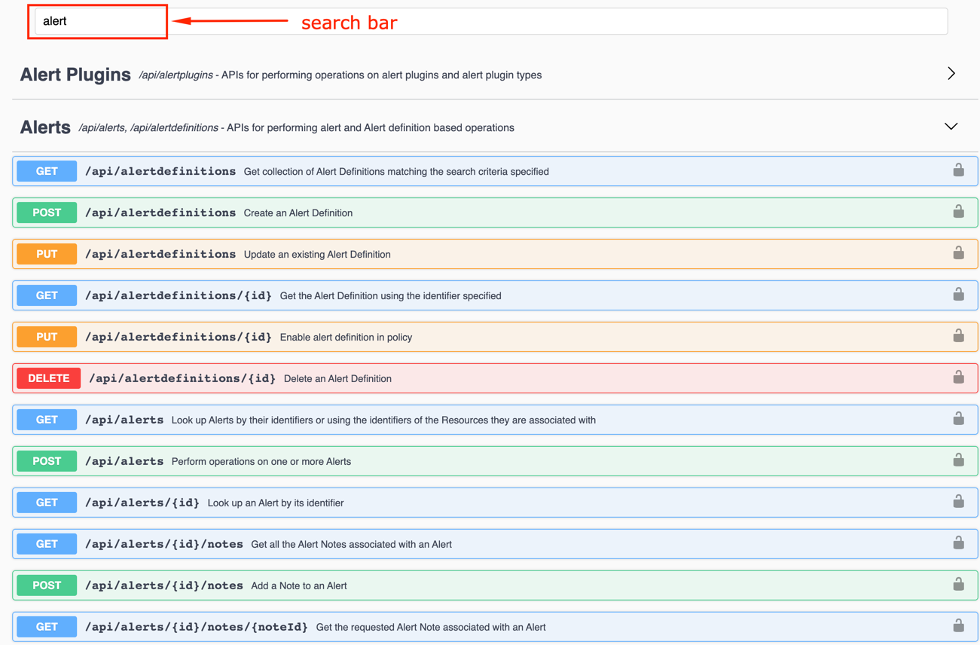 alert
search bar
Alert Plugins /api/alertplugins - APIs for performing operations on alert plugins and alert plugin types
Alerts /api/alerts, /api/alertdefinitions - APIs for performing alert and Alert definition based operations
GET /api/alertdefinitions Get collection of Alert Definitions matching the search criteria specified
POST /api/alertdefinitions Create an Alert Definition
PUT /api/alertdefinitions Update an existing Alert Definition
GET /api/alertdefinitions/{id} Get the Alert Definition using the identifier specified
PUT /api/alertdefinitions/{id} Enable alert definition in policy
DELETE /api/alertdefinitions/{id} Delete an Alert Definition
GET /api/alerts Look up Alerts by their identifiers or using the identifiers of the Resources they are associated with
POST /api/alerts Perform operations on one or more Alerts
GET /api/alerts/{id} Look up an Alert by its identifier
GET /api/alerts/{id}/notes Get all the Alert Notes associated with an Alert
POST /api/alerts/{id}/notes Add a Note to an Alert
GET /api/alerts/{id}/notes/{noteId} Get the requested Alert Note associated with an Alert